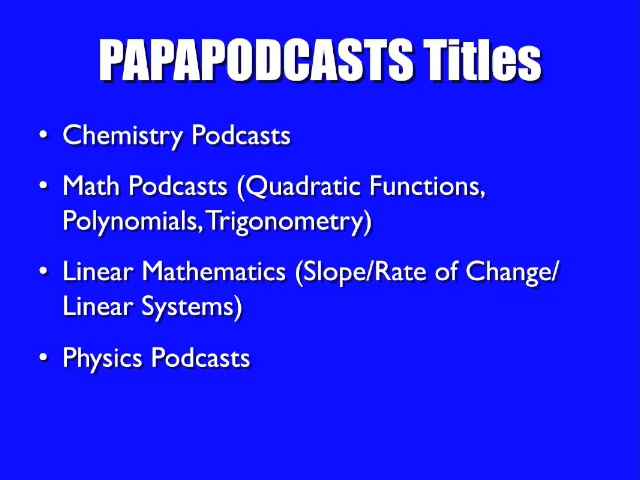 PAPAPODCASTS Titles
• Chemistry Podcasts
• Math Podcasts (Quadratic Functions,
Polynomials, Trigonometry)
• Linear Mathematics (Slope/Rate of Change/
Linear Systems)
• Physics Podcasts